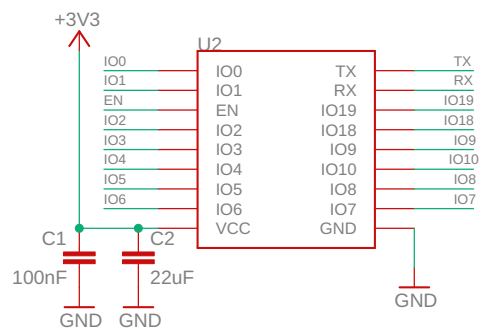 +3V3
U2
IO0 IO0 TX TX
IO1 IO1 RX RX
EN EN IO19 IO19
IO2 IO2 IO18 IO18
IO3 IO3 IO9 IO9
IO4 IO4 IO10 IO10
IO5 IO5 IO8 IO8
IO6 IO6 IO7 IO7
VCC GND
C1 C2
100nF 22uF
GND GND GND